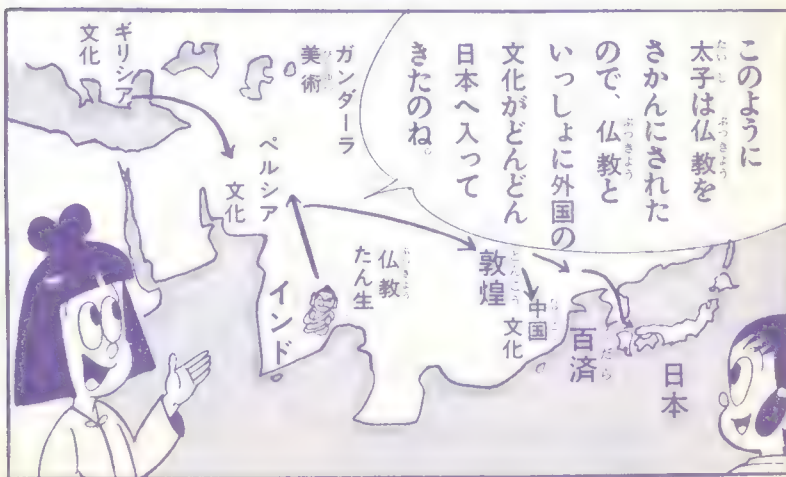 このように
太子は仏教を
さかんにされた
ので、仏教と
いっしょに外国の
文化がどんどん
日本へ入って
きたのね。
日本
百済
中国
文化
敦煌
仏教
たん生
インド
ガンダーラ
美術
ペルシア
文化
ギリシア
文化